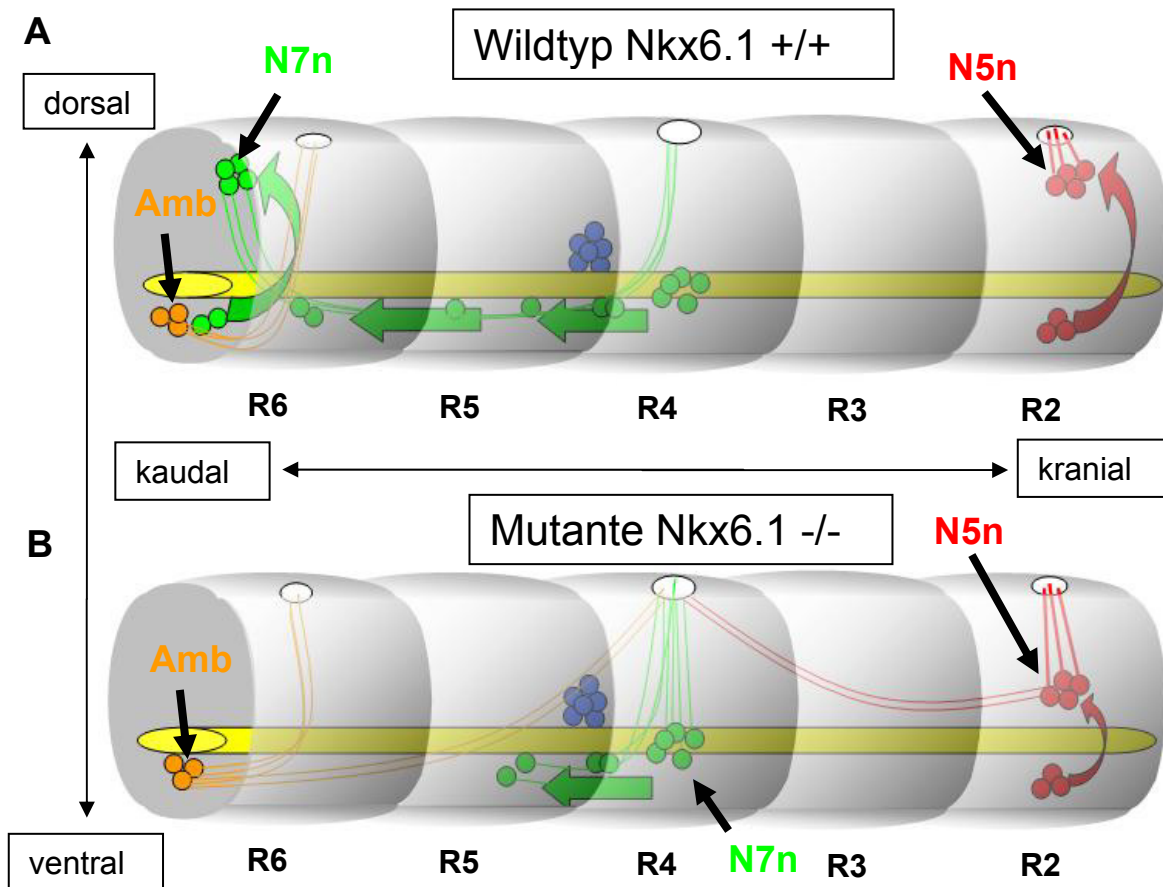 A
Wildtyp Nkx6.1 +/+
N7n
N5n
dorsal
Amb
R6 R5 R4 R3 R2
kaudal
kranial
Mutante Nkx6.1 -/-
B
N5n
Amb
R6 R5 R4 R3 R2
N7n
ventral